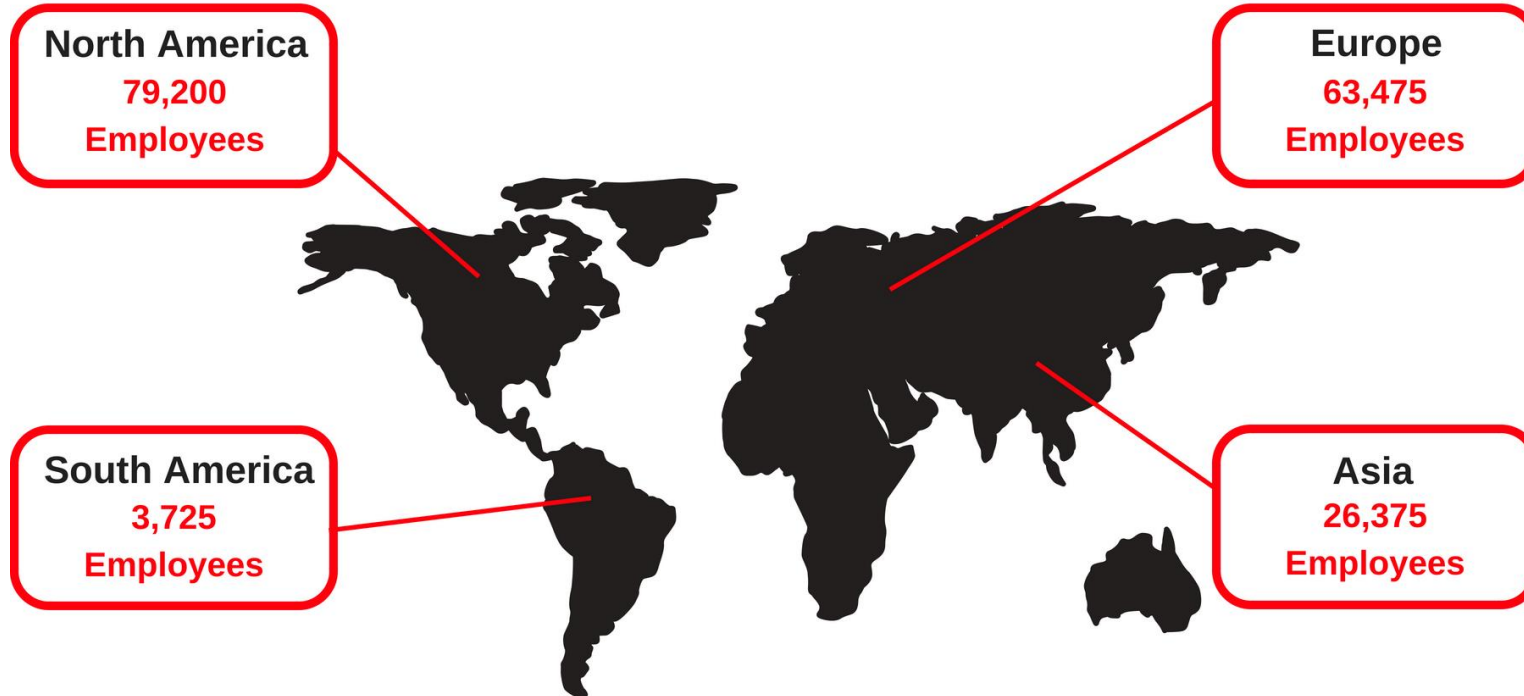 North America
79,200
Employees
Europe
63,475
Employees
South America
3,725
Employees
Asia
26,375
Employees